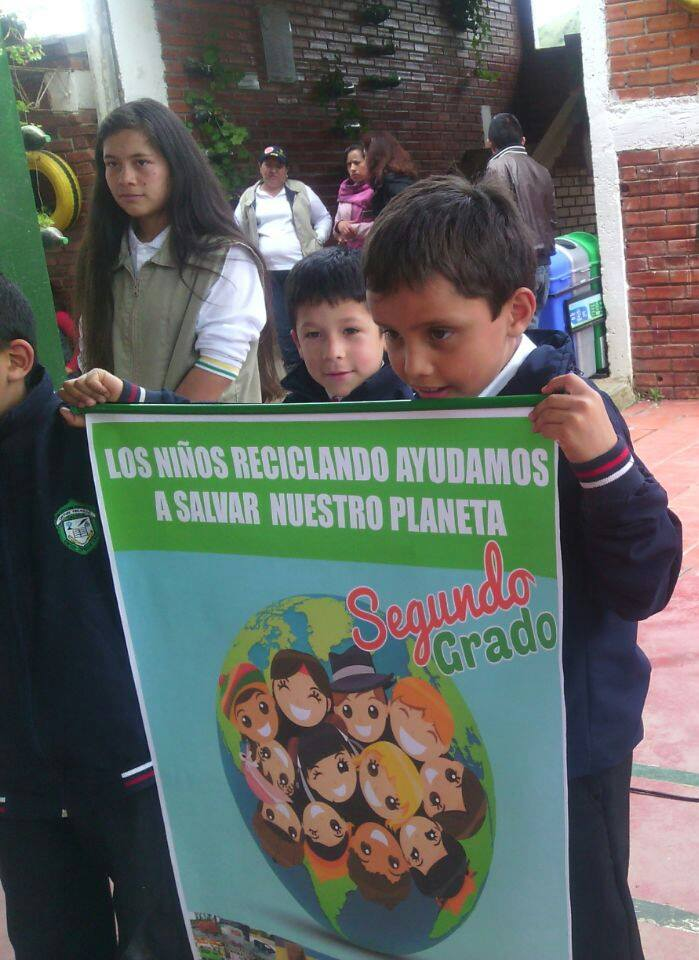 LOS NIÑOS RECICLANDO AYUDAMOS
A SALVAR NUESTRO PLANETA
Segundo
Grado